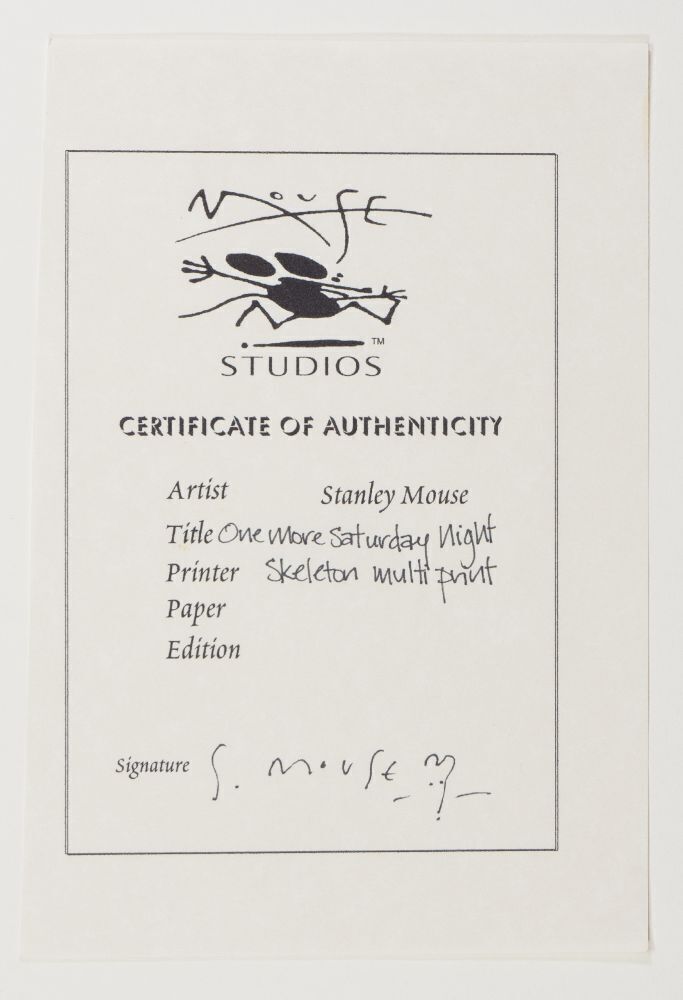 MOUSE
TM
STUDIOS
CERTIFICATE OF AUTHENTICITY
Artist Stanley Mouse
Title One More Saturday Night
Printer Skeleton multi print
Paper
Edition
Signature S. MOUSE